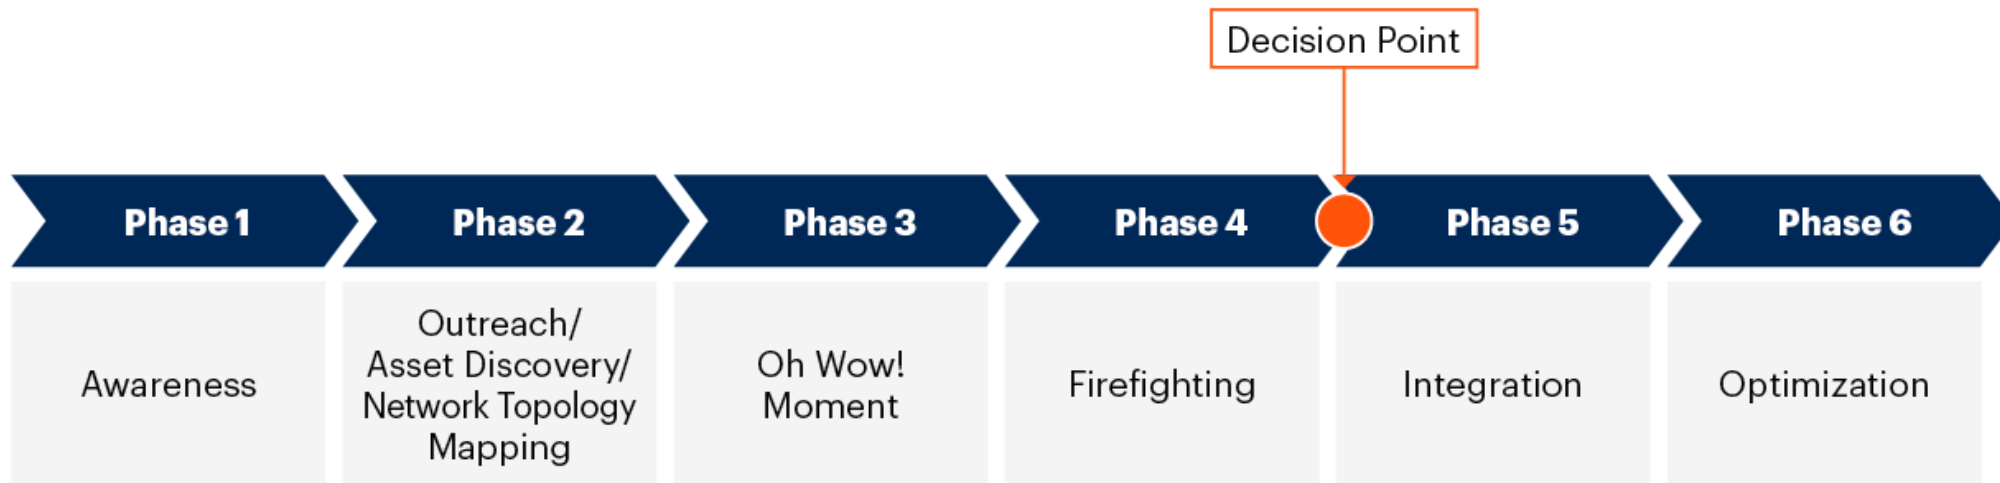 Decision Point
Phase 1
Phase 2
Phase 3
Phase 4
Phase 5
Phase 6
Awareness
Outreach/
Asset Discovery/
Network Topology
Mapping
Oh Wow!
Moment
Firefighting
Integration
Optimization